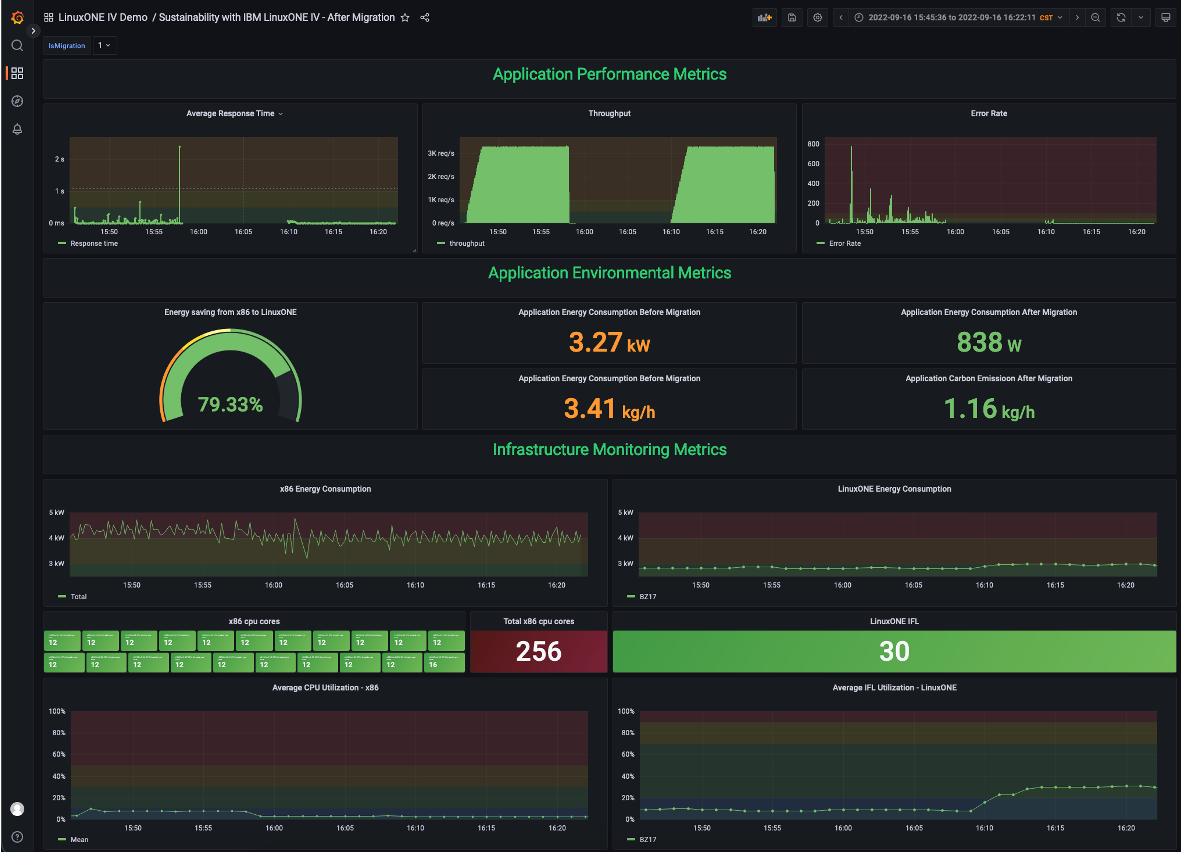 LinuxONE IV Demo / Sustainability with IBM LinuxONE IV - After Migration
2022-09-16 15:45:36 to 2022-09-16 16:22:11 CST
IsMigration 1
Application Performance Metrics
Average Response Time
2 s
1 s
0 ms
15:50 15:55 16:00 16:05 16:10 16:15 16:20
Response time
Throughput
3K req/s
2K req/s
1K req/s
0 req/s
15:50 15:55 16:00 16:05 16:10 16:15 16:20
throughput
Error Rate
800
600
400
200
0
15:50 15:55 16:00 16:05 16:10 16:15 16:20
Error Rate
Application Environmental Metrics
Energy saving from x86 to LinuxONE
79.33%
Application Energy Consumption Before Migration
3.27 kW
Application Energy Consumption After Migration
838 W
Application Energy Consumption Before Migration
3.41 kg/h
Application Carbon Emissioon After Migration
1.16 kg/h
Infrastructure Monitoring Metrics
x86 Energy Consumption
5 kW
4 kW
3 kW
15:50 15:55 16:00 16:05 16:10 16:15 16:20
Total
LinuxONE Energy Consumption
5 kW
4 kW
3 kW
15:50 15:55 16:00 16:05 16:10 16:15 16:20
BZ17
x86 cpu cores
12 12 12 12 12 12 12 12 12 12 12
12 12 12 12 12 12 12 12 12 16
Total x86 cpu cores
256
LinuxONE IFL
30
Average CPU Utilization - x86
100%
80%
60%
40%
20%
0%
15:50 15:55 16:00 16:05 16:10 16:15 16:20
Mean
Average IFL Utilization - LinuxONE
100%
80%
60%
40%
20%
0%
15:50 15:55 16:00 16:05 16:10 16:15 16:20
BZ17